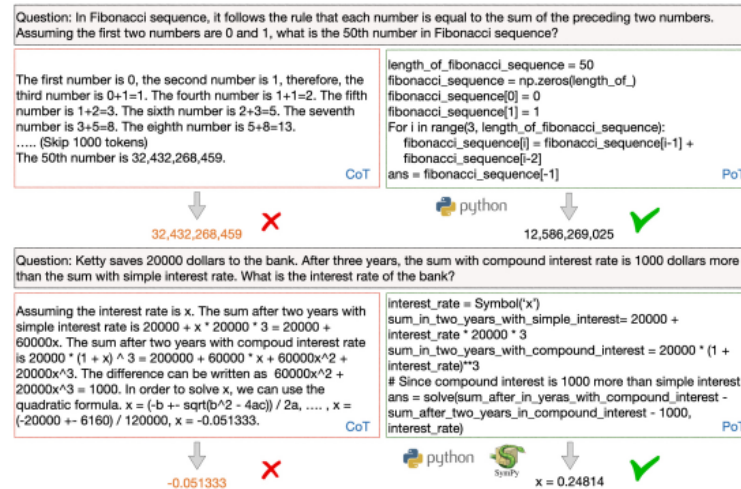 Question: In Fibonacci sequence, it follows the rule that each number is equal to the sum of the preceding two numbers.
Assuming the first two numbers are 0 and 1, what is the 50th number in Fibonacci sequence?
The first number is 0, the second number is 1, therefore, the
third number is 0+1=1. The fourth number is 1+1=2. The fifth
number is 1+2=3. The sixth number is 2+3=5. The seventh
number is 3+5=8. The eighth number is 5+8=13.
..... (Skip 1000 tokens)
The 50th number is 32,432,268,459.
CoT
length_of_fibonacci_sequence = 50
fibonacci_sequence = np.zeros(length_of_)
fibonacci_sequence[0] = 0
fibonacci_sequence[1] = 1
For i in range(3, length_of_fibonacci_sequence):
fibonacci_sequence[i] = fibonacci_sequence[i-1] +
fibonacci_sequence[i-2]
ans = fibonacci_sequence[-1]
PoT
32,432,268,459
python
12,586,269,025
Question: Ketty saves 20000 dollars to the bank. After three years, the sum with compound interest rate is 1000 dollars more
than the sum with simple interest rate. What is the interest rate of the bank?
Assuming the interest rate is x. The sum after two years with
simple interest rate is 20000 + x * 20000 * 3 = 20000 +
60000x. The sum after two years with compoud interest rate
is 20000 * (1 + x) ^ 3 = 200000 + 60000 * x + 60000x^2 +
20000x^3. The difference can be written as 60000x^2 +
20000x^3 = 1000. In order to solve x, we can use the
quadratic formula. x = (-b +- sqrt(b^2 - 4ac)) / 2a, .... , x =
(-20000 +- 6160) / 120000, x = -0.051333.
CoT
interest_rate = Symbol('x')
sum_in_two_years_with_simple_interest= 20000 +
interest_rate * 20000 * 3
sum_in_two_years_with_compound_interest = 20000 * (1 +
interest_rate)**3
# Since compound interest is 1000 more than simple interest
ans = solve(sum_after_in_yeras_with_compound_interest -
sum_after_two_years_in_compound_interest - 1000,
interest_rate)
PoT
-0.051333
python
SymPy
x = 0.24814